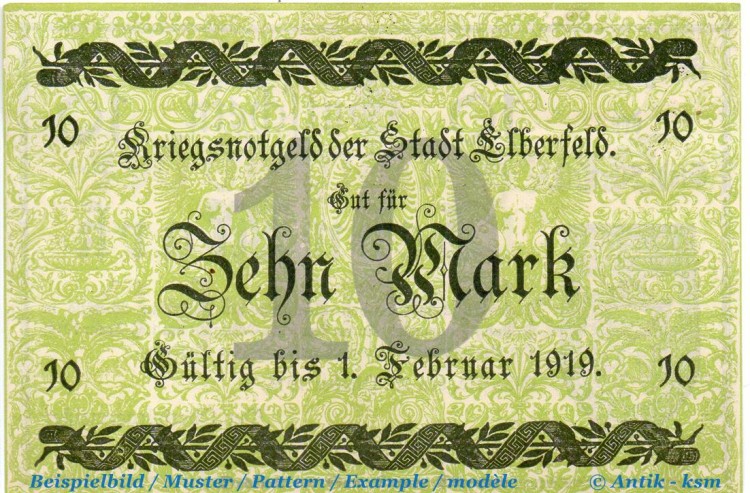 10 10
Kriegsnotgeld der Stadt Elberfeld.
Gut für
10
Zehn Mark
Gültig bis 1. Februar 1919.
10 10
Beispielbild / Muster / Pattern / Example / modèle © Antik - ksm